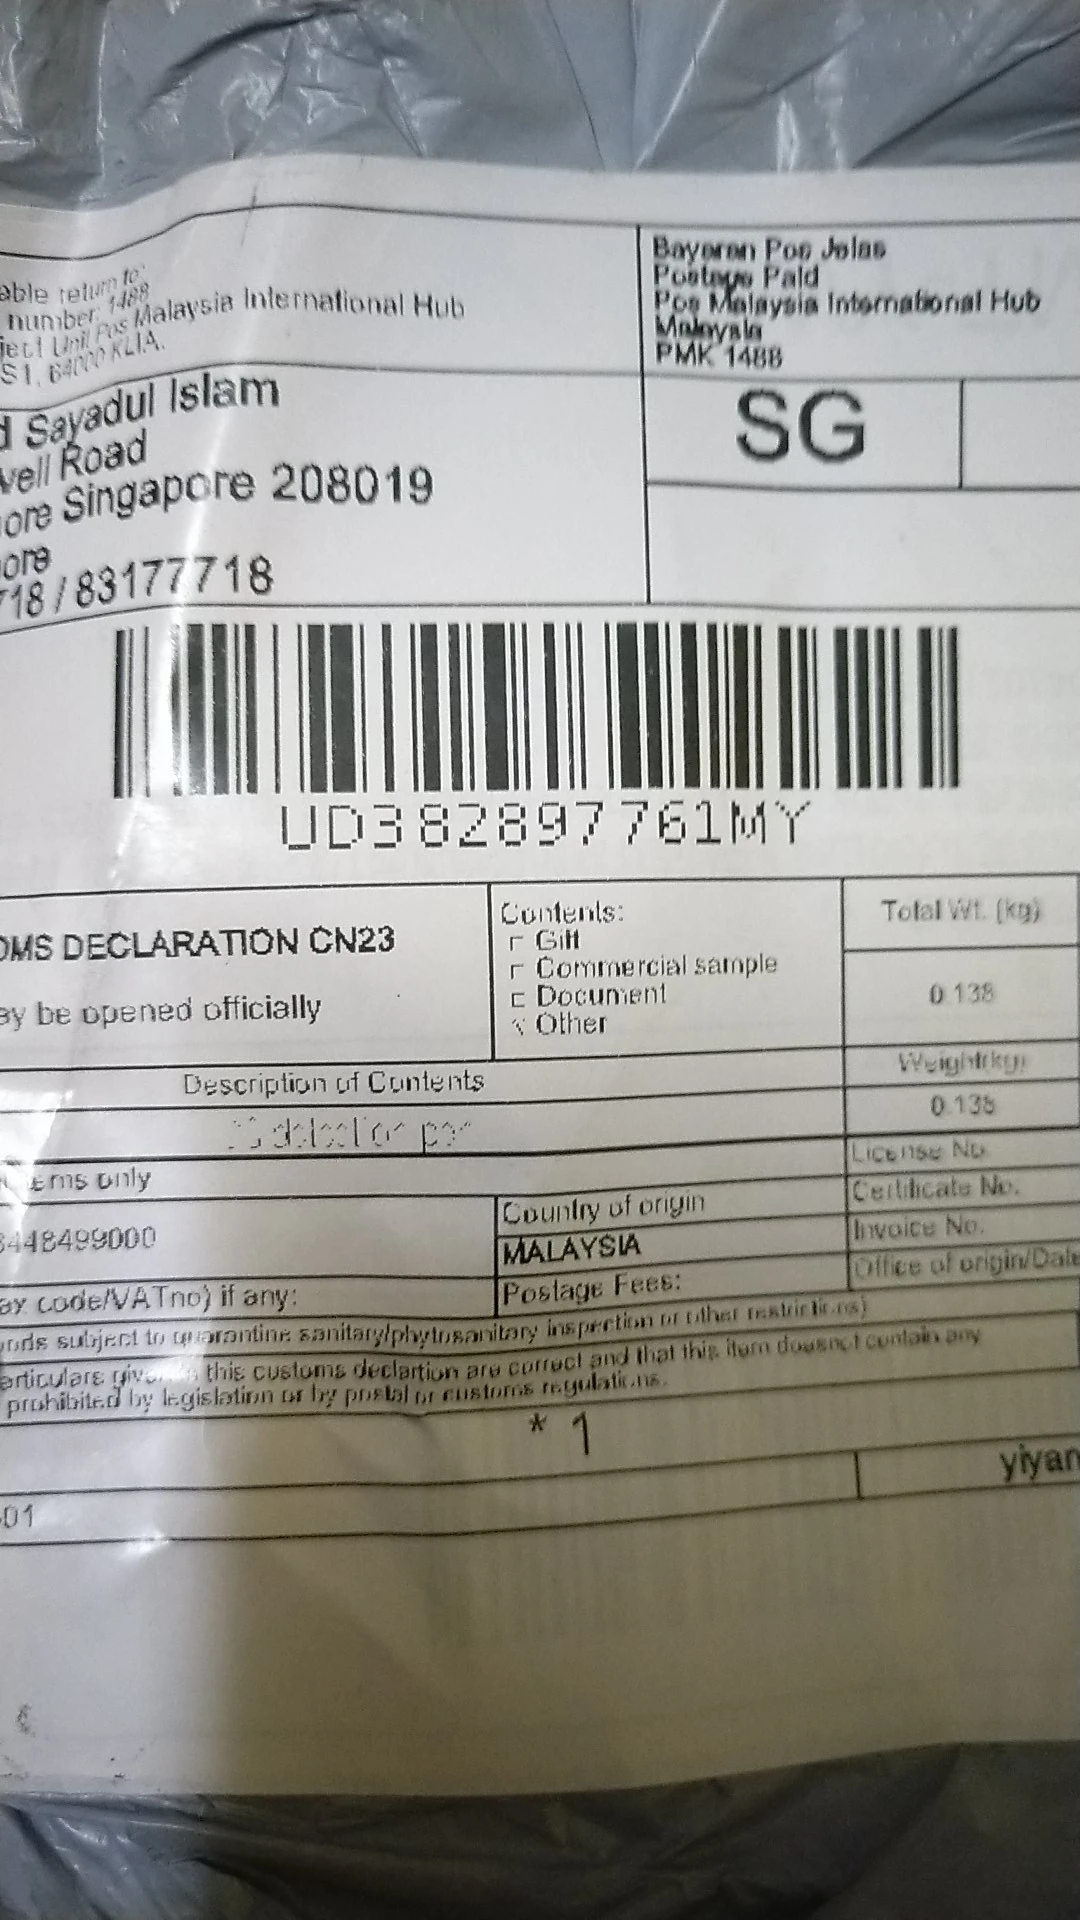 able return to:
number: 1488
ject Unit Pos Malaysia International Hub
S1, 64000 KLIA.
Bayaran Pos Jelas
Postage Paid
Pos Malaysia International Hub
Malaysia
PMK 1488
SG
d Sayadul Islam
well Road
ore Singapore 208019
ore
718 / 83177718
UD382897761MY
OMS DECLARATION CN23
ay be opened officially
Contents:
Gift
Commercial sample
Document
Other
Total Wt. (kg)
0.138
Description of Contents
Weight(kg)
0.138
ems only
8448499000
Country of origin
MALAYSIA
Postage Fees:
License No.
Certificate No.
Invoice No.
Office of origin/Date
ax code/VATno) if any:
ods subject to quarantine sanitary/phytosanitary inspection or other restrictions)
articulars given in this customs declartion are correct and that this item doesnot contain any
prohibited by legislation or by postal or customs regulations.
* 1
yiyan
-01